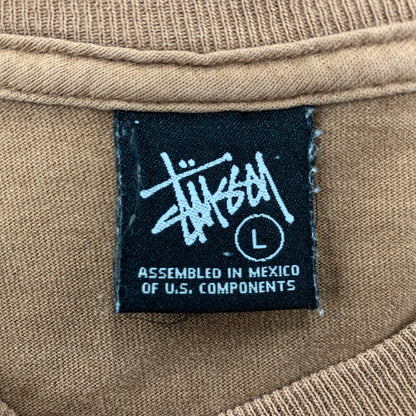 Stüssy
L
ASSEMBLED IN MEXICO
OF U.S. COMPONENTS